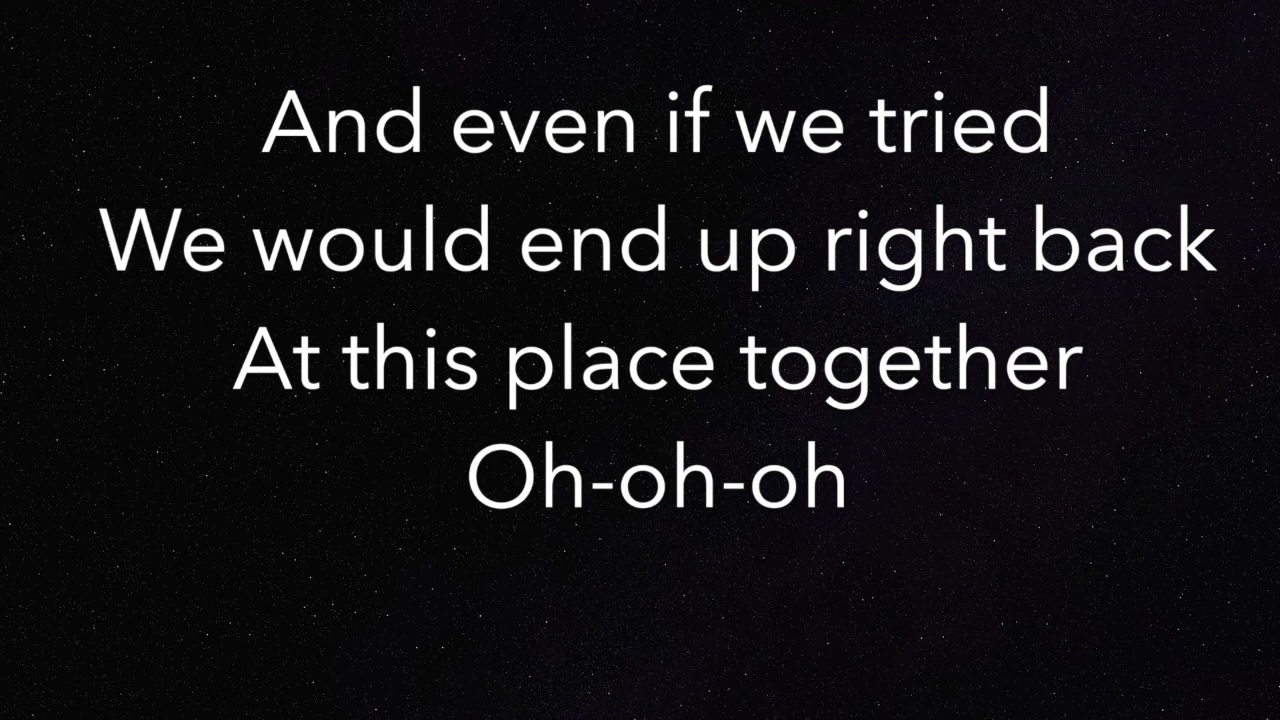 And even if we tried
We would end up right back
At this place together
Oh-oh-oh